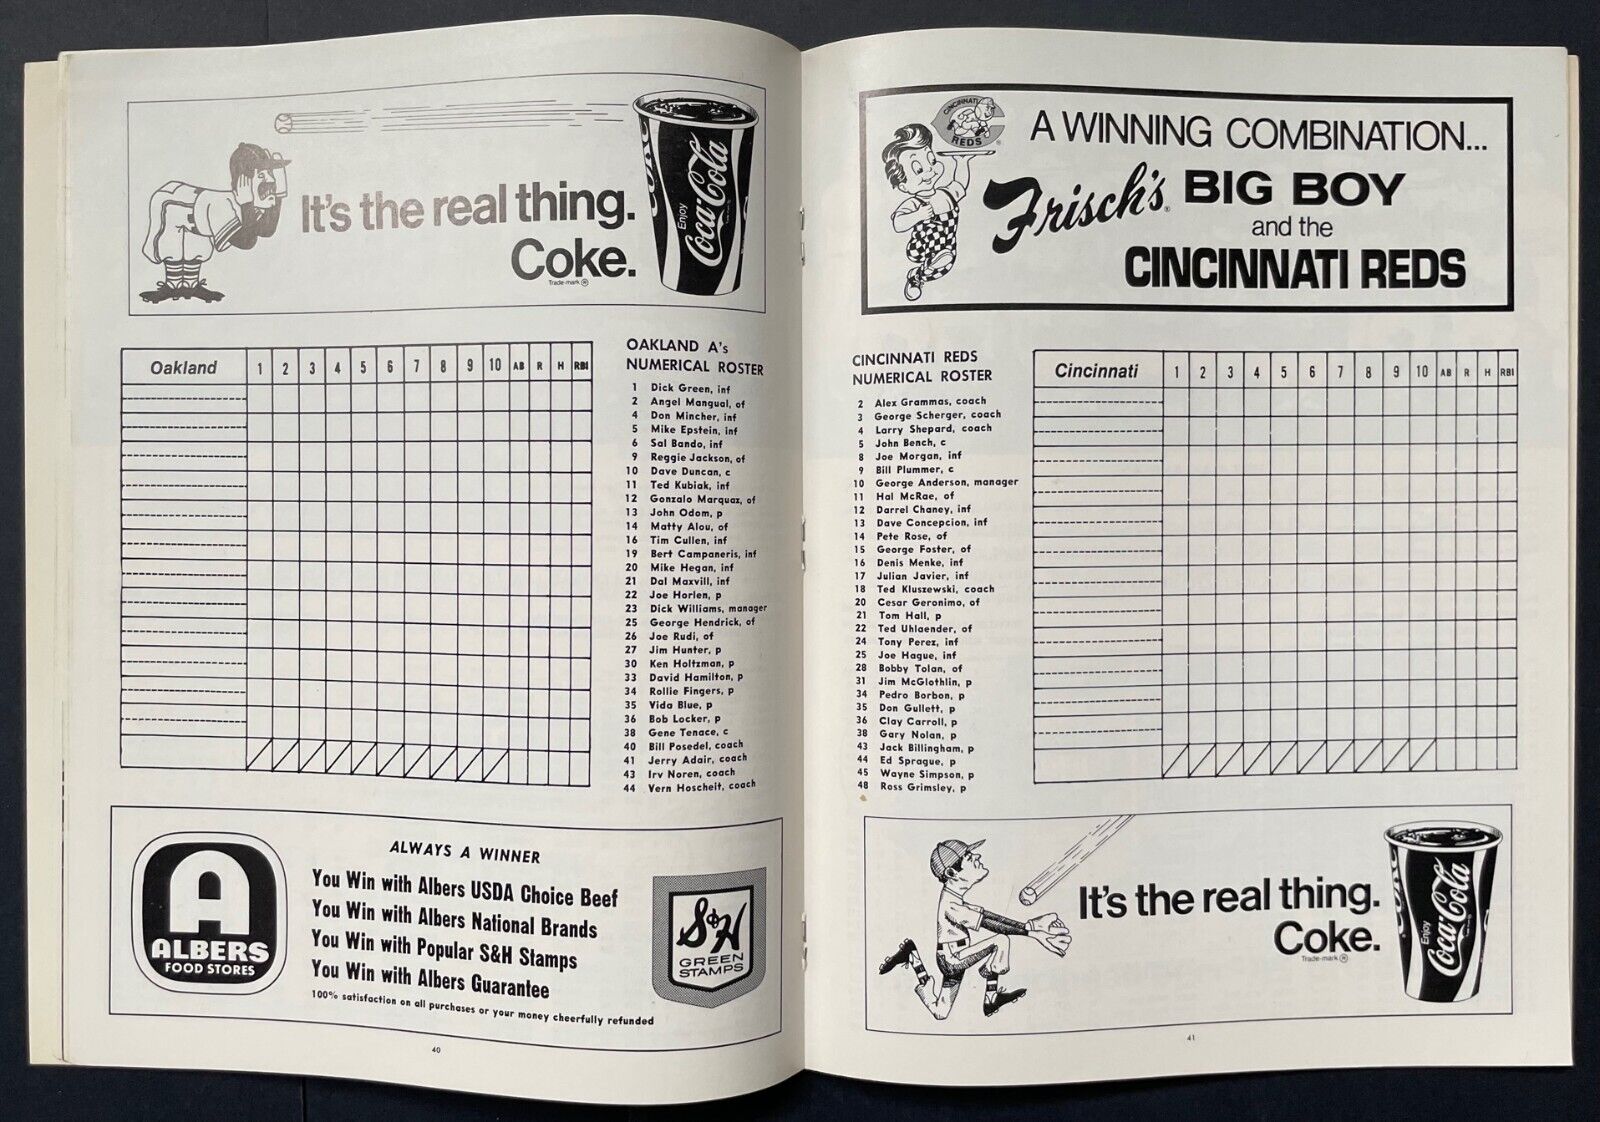 It's the real thing.
Coke.
Trade-mark ®
Enjoy
Coca-Cola
COKE
Oakland 1 2 3 4 5 6 7 8 9 10 AB R H RBI
OAKLAND A's
NUMERICAL ROSTER
1 Dick Green, inf
2 Angel Mangual, of
4 Don Mincher, inf
5 Mike Epstein, inf
6 Sal Bando, inf
9 Reggie Jackson, of
10 Dave Duncan, c
11 Ted Kubiak, inf
12 Gonzalo Marquaz, of
13 John Odom, p
14 Matty Alou, of
16 Tim Cullen, inf
19 Bert Campaneris, inf
20 Mike Hegan, inf
21 Dal Maxvill, inf
22 Joe Horlen, p
23 Dick Williams, manager
25 George Hendrick, of
26 Joe Rudi, of
27 Jim Hunter, p
30 Ken Holtzman, p
33 David Hamilton, p
34 Rollie Fingers, p
35 Vida Blue, p
36 Bob Locker, p
38 Gene Tenace, c
40 Bill Posedel, coach
41 Jerry Adair, coach
43 Irv Noren, coach
44 Vern Hoscheit, coach
A
ALBERS
FOOD STORES
ALWAYS A WINNER
You Win with Albers USDA Choice Beef
You Win with Albers National Brands
You Win with Popular S&H Stamps
You Win with Albers Guarantee
100% satisfaction on all purchases or your money cheerfully refunded
S&H
GREEN
STAMPS
40
CINCINNATI
REDS
A WINNING COMBINATION...
Frisch's® BIG BOY
and the
CINCINNATI REDS
CINCINNATI REDS
NUMERICAL ROSTER
2 Alex Grammas, coach
3 George Scherger, coach
4 Larry Shepard, coach
5 John Bench, c
8 Joe Morgan, inf
9 Bill Plummer, c
10 George Anderson, manager
11 Hal McRae, of
12 Darrel Chaney, inf
13 Dave Concepcion, inf
14 Pete Rose, of
15 George Foster, of
16 Denis Menke, inf
17 Julian Javier, inf
18 Ted Kluszewski, coach
20 Cesar Geronimo, of
21 Tom Hall, p
22 Ted Uhlaender, of
24 Tony Perez, inf
25 Joe Hague, inf
28 Bobby Tolan, of
31 Jim McGlothlin, p
34 Pedro Borbon, p
35 Don Gullett, p
36 Clay Carroll, p
38 Gary Nolan, p
43 Jack Billingham, p
44 Ed Sprague, p
45 Wayne Simpson, p
48 Ross Grimsley, p
Cincinnati 1 2 3 4 5 6 7 8 9 10 AB R H RBI
It's the real thing.
Coke.
Trade-mark ®
Enjoy
Coca-Cola
41